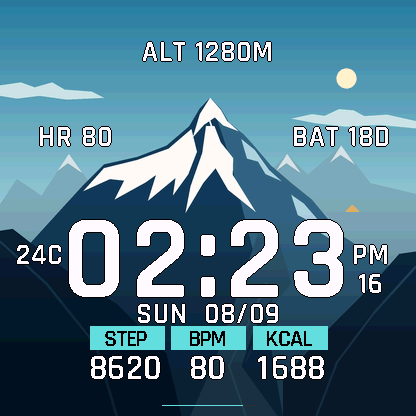 ALT 1280M
HR 80 BAT 18D
24C 02:23 PM
16
SUN 08/09
STEP BPM KCAL
8620 80 1688